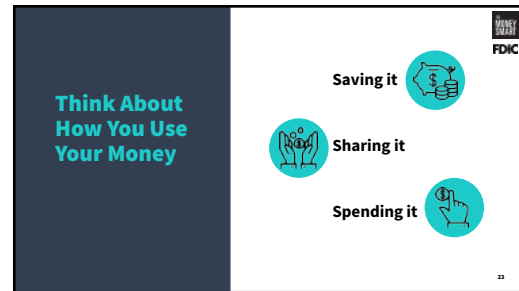 MONEY
SMART
FDIC
Think About
How You Use
Your Money
Saving it
Sharing it
Spending it
23